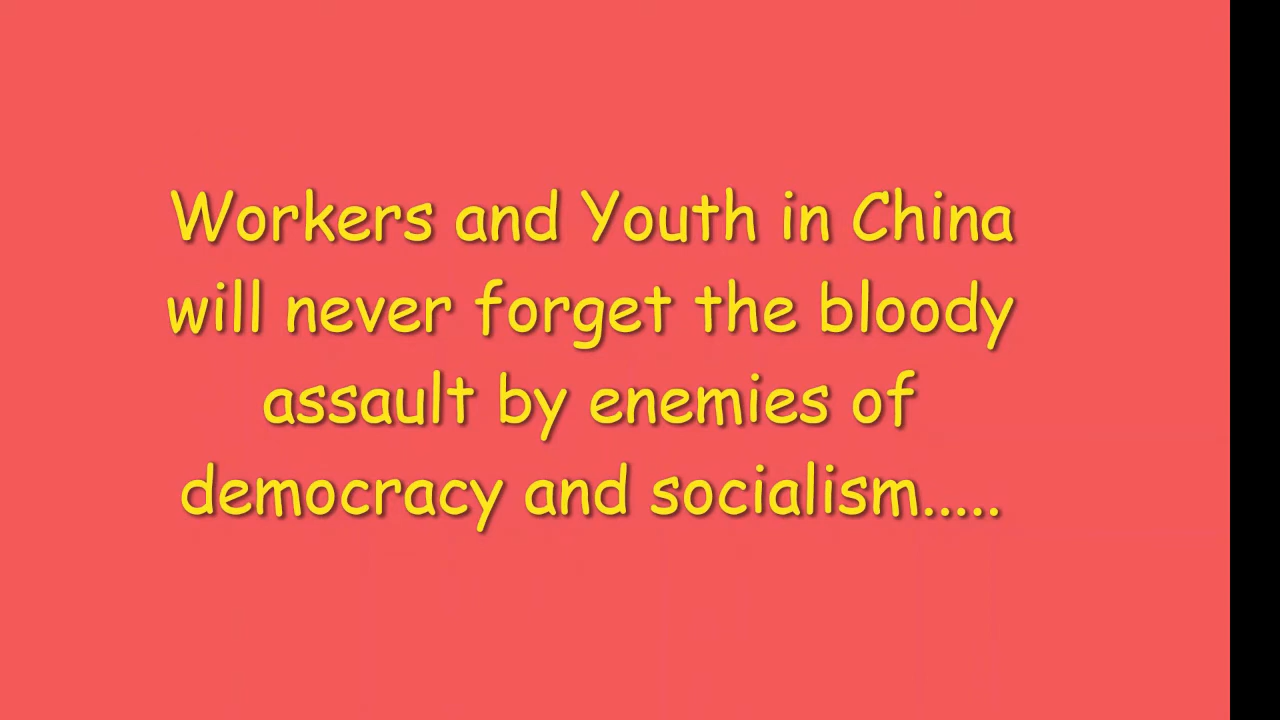 Workers and Youth in China
will never forget the bloody
assault by enemies of
democracy and socialism.....